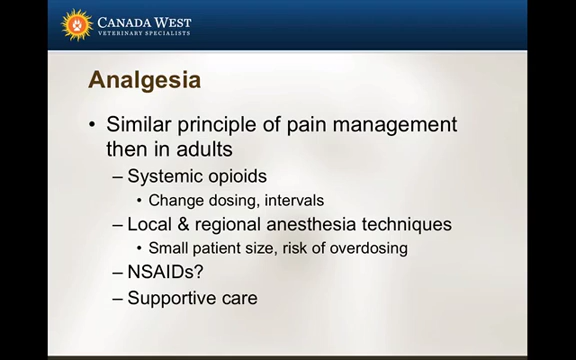 CANADA WEST
VETERINARY SPECIALISTS
Analgesia
• Similar principle of pain management
then in adults
– Systemic opioids
• Change dosing, intervals
– Local & regional anesthesia techniques
• Small patient size, risk of overdosing
– NSAIDs?
– Supportive care